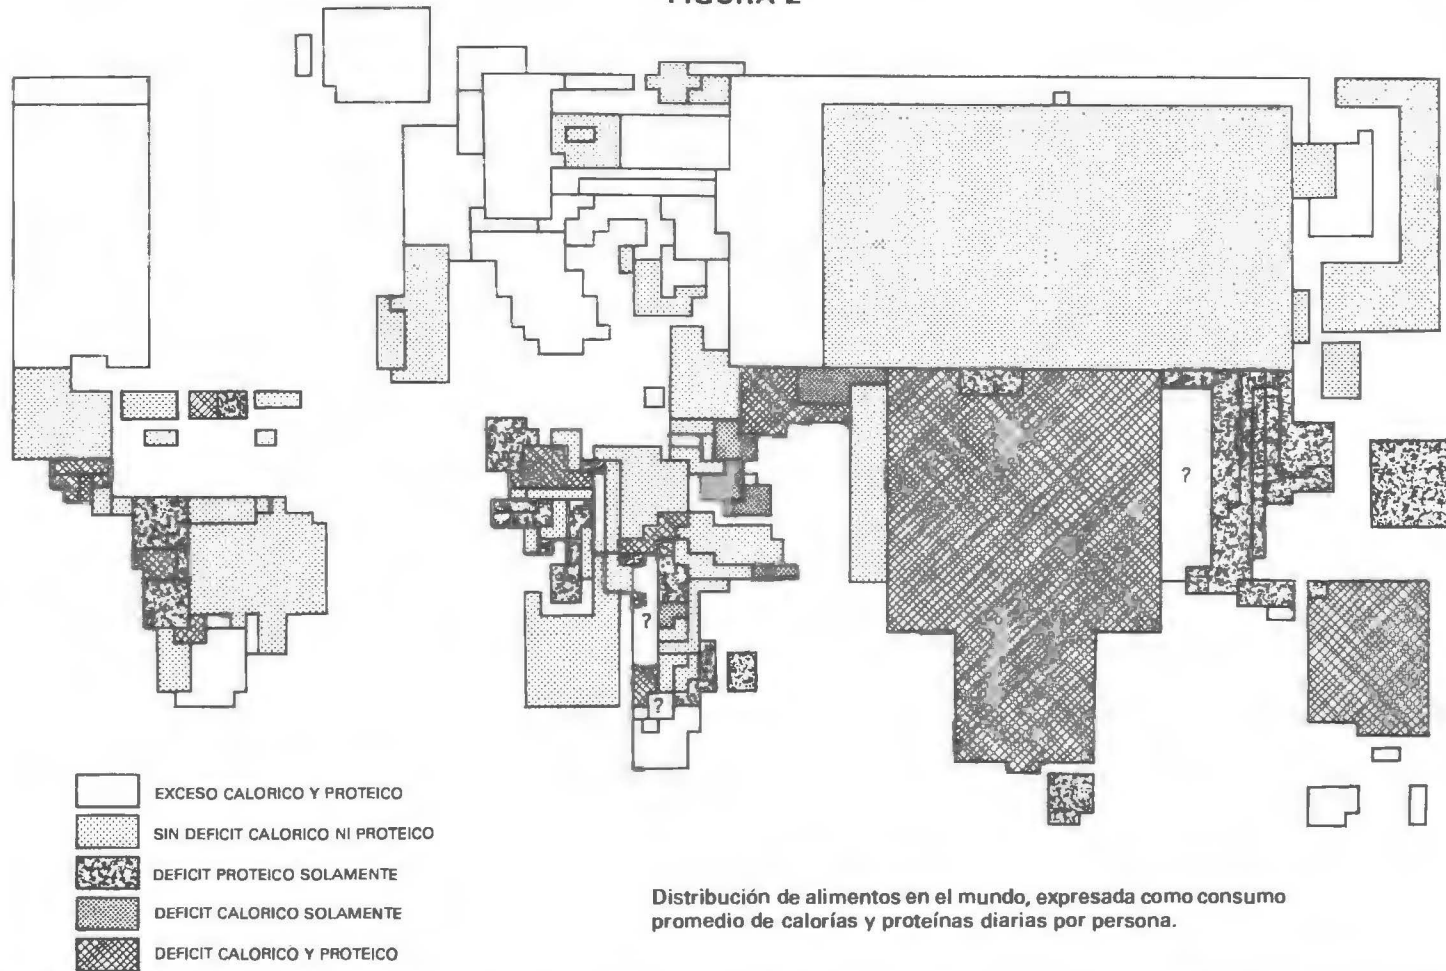 FIGURA 2
?
?
?
EXCESO CALORICO Y PROTEICO
SIN DEFICIT CALORICO NI PROTEICO
DEFICIT PROTEICO SOLAMENTE
DEFICIT CALORICO SOLAMENTE
DEFICIT CALORICO Y PROTEICO
Distribución de alimentos en el mundo, expresada como consumo
promedio de calorías y proteínas diarias por persona.